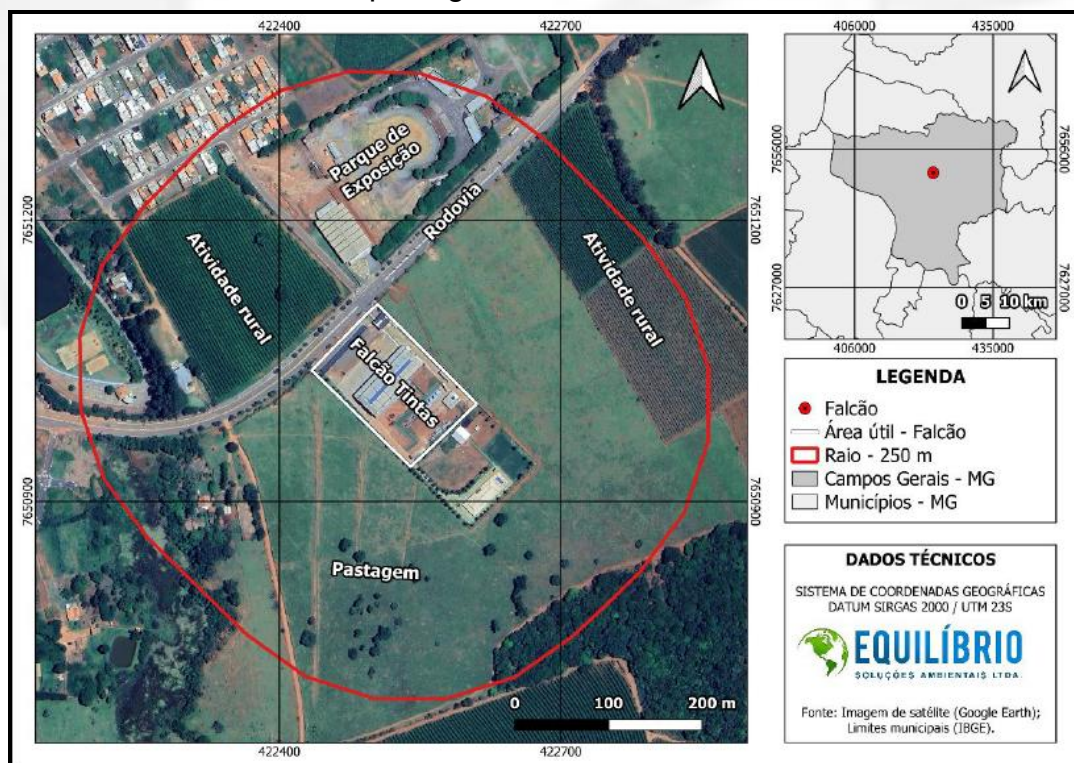 422400
422700
7651200
7650900
Parque de
Exposição
Rodovia
Atividade rural
Atividade rural
Falcão Tintas
Pastagem
0 100 200 m
7651200
7650900
422400
422700
406000
435000
7656000
7627000
7656000
7627000
0 5 10 km
406000
435000
LEGENDA
Falcão
Área útil - Falcão
Raio - 250 m
Campos Gerais - MG
Municípios - MG
DADOS TÉCNICOS
SISTEMA DE COORDENADAS GEOGRÁFICAS
DATUM SIRGAS 2000 / UTM 23S
EQUILÍBRIO
SOLUÇÕES AMBIENTAIS LTDA.
Fonte: Imagem de satélite (Google Earth);
Limites municipais (IBGE).